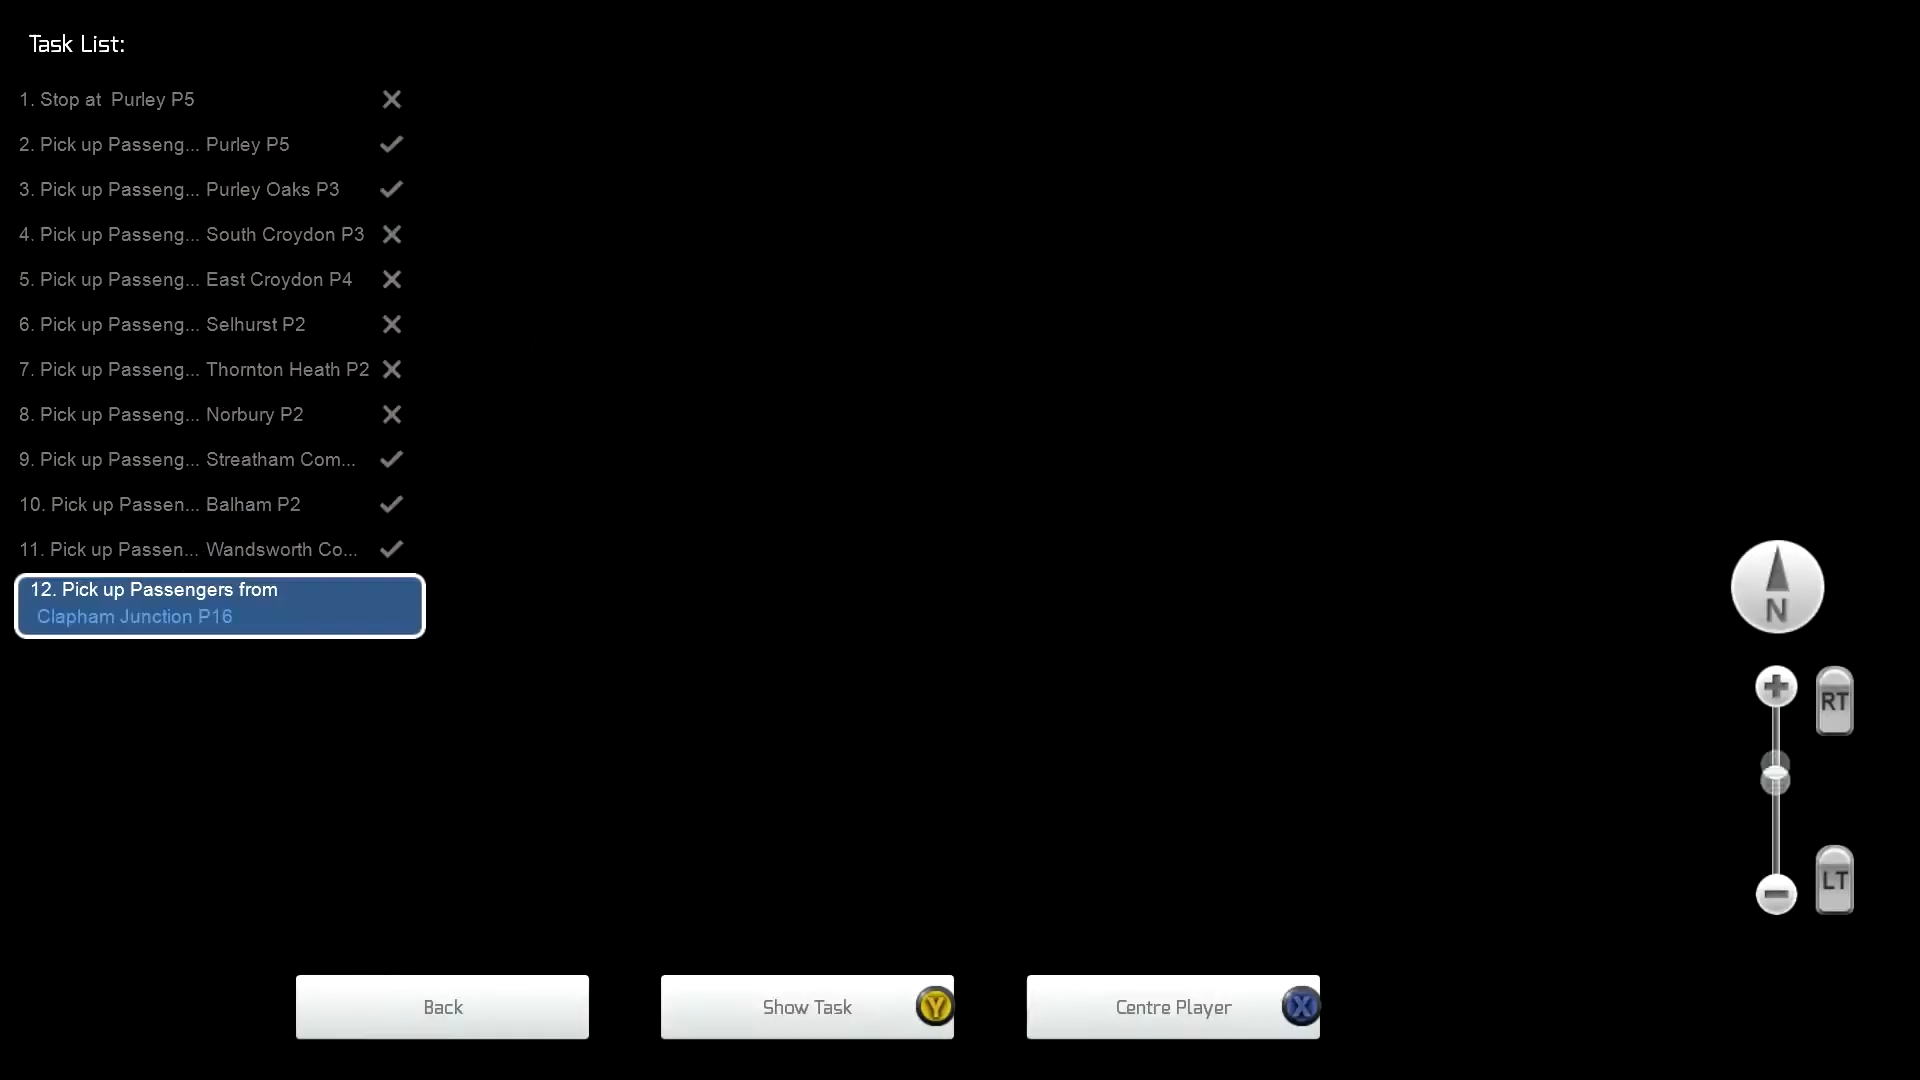 Task List:
1. Stop at  Purley P5
2. Pick up Passeng... Purley P5
3. Pick up Passeng... Purley Oaks P3
4. Pick up Passeng... South Croydon P3
5. Pick up Passeng... East Croydon P4
6. Pick up Passeng... Selhurst P2
7. Pick up Passeng... Thornton Heath P2
8. Pick up Passeng... Norbury P2
9. Pick up Passeng... Streatham Com...
10. Pick up Passen... Balham P2
11. Pick up Passen... Wandsworth Co...
12. Pick up Passengers from
Clapham Junction P16
N
RT
LT
Back
Show Task Y
Centre Player X